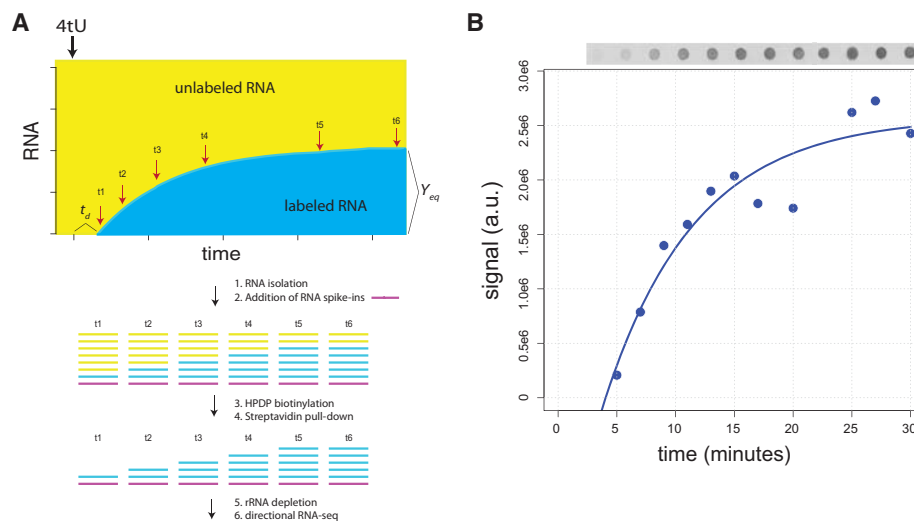 A
4tU
unlabeled RNA
t1
t2
t3
t4
t5
t6
RNA
t_d
labeled RNA
Y_eq
time
1. RNA isolation
2. Addition of RNA spike-ins
t1 t2 t3 t4 t5 t6
3. HPDP biotinylation
4. Streptavidin pull-down
t1 t2 t3 t4 t5 t6
5. rRNA depletion
6. directional RNA-seq
B
3.0e6
2.5e6
2.0e6
1.5e6
1.0e6
0.5e6
0
signal (a.u.)
0 5 10 15 20 25 30
time (minutes)